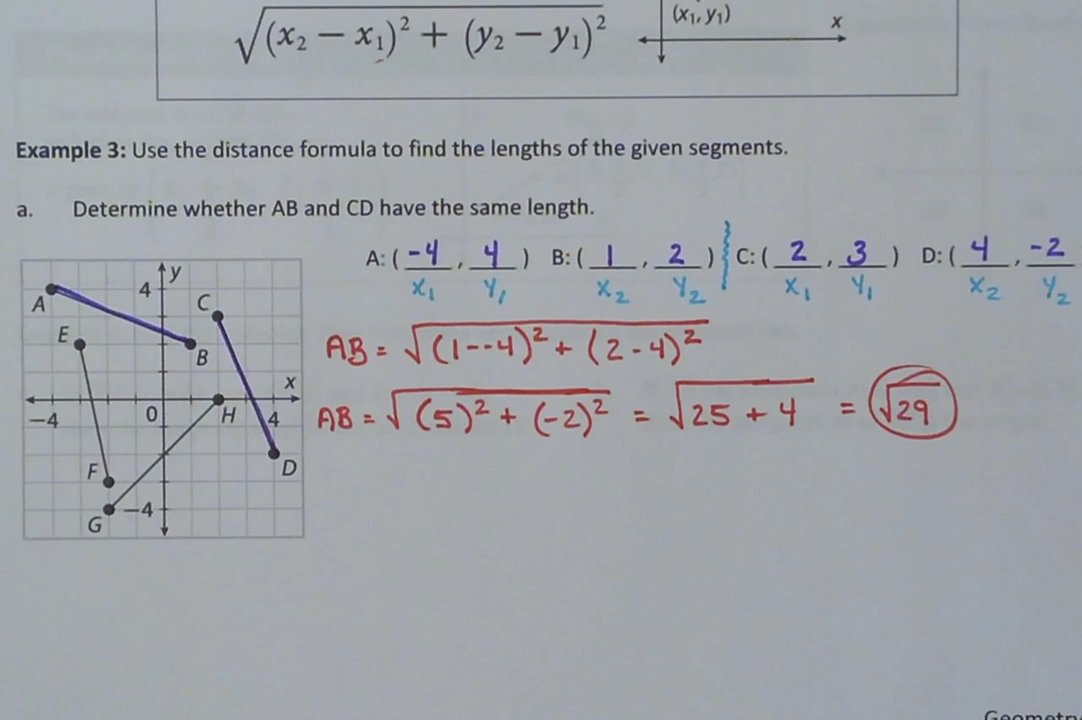 √(x₂ − x₁)² + (y₂ − y₁)²
(x₁, y₁)
x
Example 3: Use the distance formula to find the lengths of the given segments.
a. Determine whether AB and CD have the same length.
A: ( -4 , 4 ) B: ( 1 , 2 ) C: ( 2 , 3 ) D: ( 4 , -2
x₁ y₁ x₂ y₂ x₁ y₁ x₂ y₂
A
4
y
C
E
B
x
−4
0
H
4
F
D
G
−4
AB = √(1--4)² + (2-4)²
AB = √(5)² + (-2)² = √25 + 4 = √29